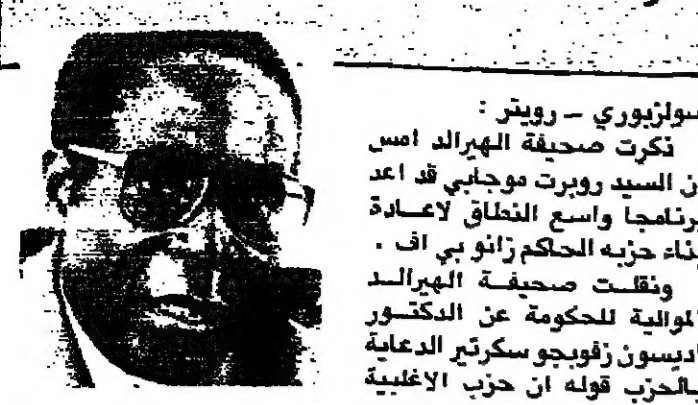 سولزبوري - رويتر :
ذكرت صحيفة الهيرالد امس
ان السيد روبرت موجابي قد اعد
برنامجا واسع النطاق لاعادة
بناء حزبه الحاكم زانو بي اف .
ونقلت صحيفة الهيرالد
الموالية للحكومة عن الدكتور
اديسون زفوبجو سكرتير الدعاية
بالحزب قوله ان حزب الاغلبية